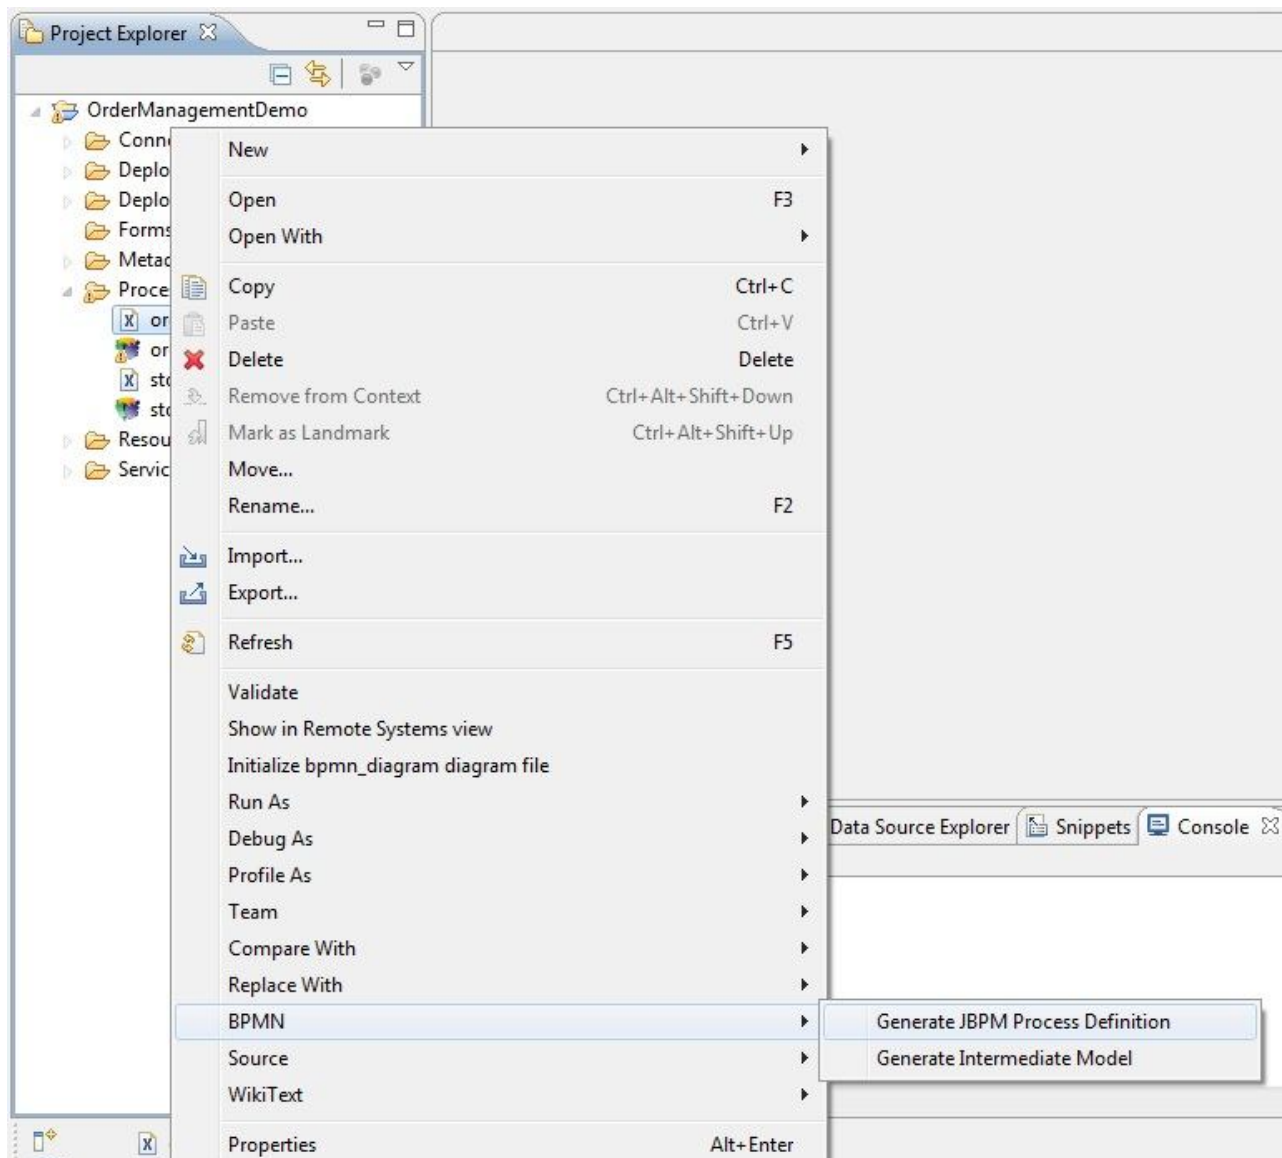 Project Explorer
OrderManagementDemo
Conn
Deplo
Deplo
Forms
Metad
Proce
or
or
sto
sto
Resou
Servic
New
Open F3
Open With
Copy Ctrl+C
Paste Ctrl+V
Delete Delete
Remove from Context Ctrl+Alt+Shift+Down
Mark as Landmark Ctrl+Alt+Shift+Up
Move...
Rename... F2
Import...
Export...
Refresh F5
Validate
Show in Remote Systems view
Initialize bpmn_diagram diagram file
Run As
Debug As
Profile As
Team
Compare With
Replace With
BPMN
Source
WikiText
Properties Alt+Enter
Generate JBPM Process Definition
Generate Intermediate Model
Data Source Explorer Snippets Console